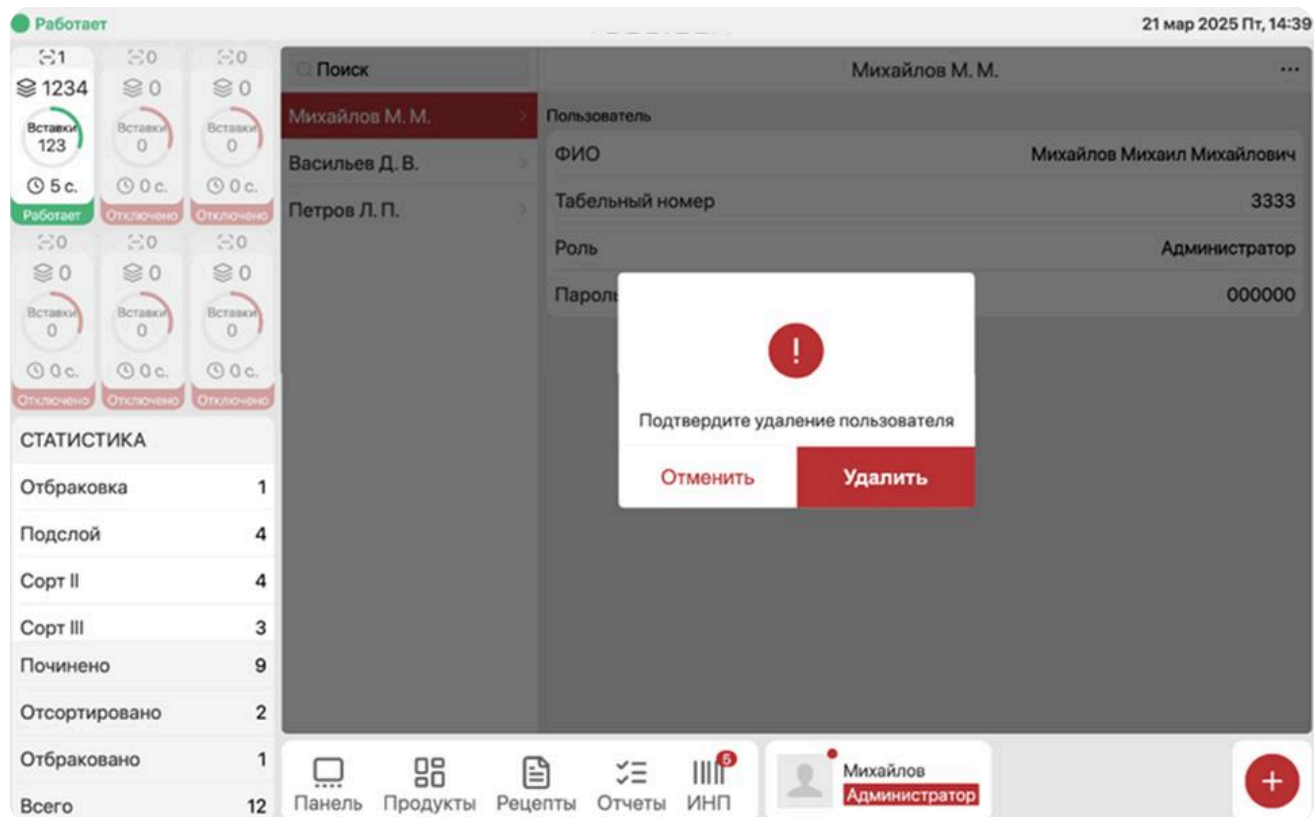 Работает
21 мар 2025 Пт, 14:39
1 0 0
1234 0 0
Вставки Вставки Вставки
123 0 0
5 с. 0 с. 0 с.
Работает Отключено Отключено
0 0 0
0 0 0
Вставки Вставки Вставки
0 0 0
0 с. 0 с. 0 с.
Отключено Отключено Отключено
СТАТИСТИКА
Отбраковка 1
Подслой 4
Сорт II 4
Сорт III 3
Починено 9
Отсортировано 2
Отбраковано 1
Всего 12
Поиск
Михайлов М. М.
Васильев Д. В.
Петров Л. П.
Михайлов М. М.
Пользователь
ФИО Михайлов Михаил Михайлович
Табельный номер 3333
Роль Администратор
Пароль 000000
!
Подтвердите удаление пользователя
Отменить Удалить
5
Панель Продукты Рецепты Отчеты ИНП
Михайлов
Администратор
+